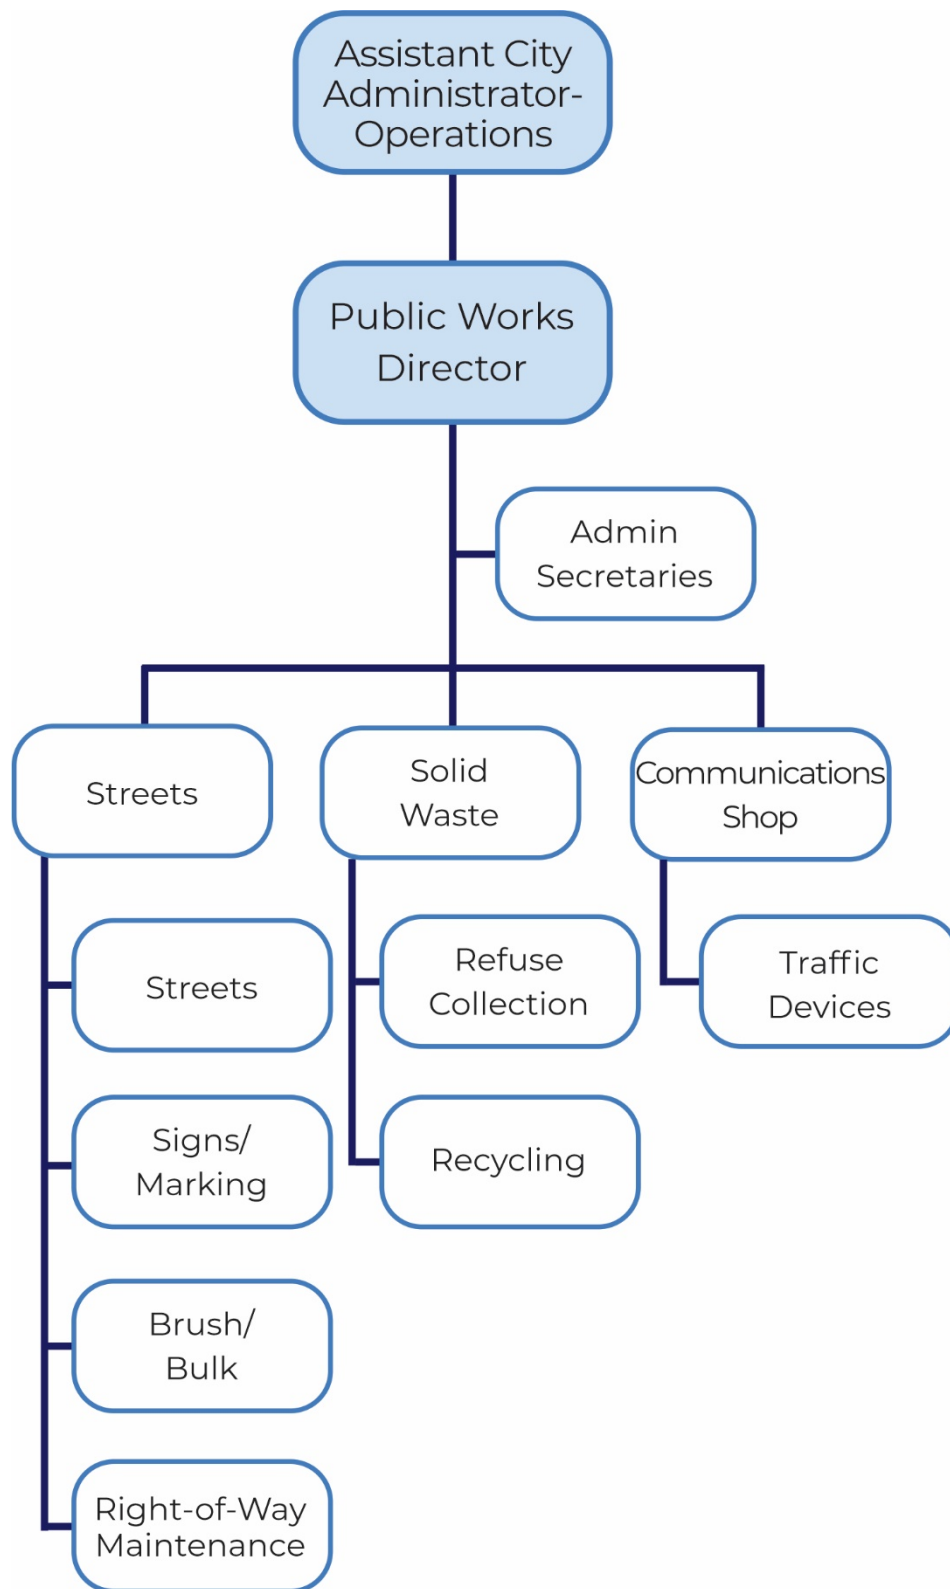 Assistant City
Administrator-
Operations
Public Works
Director
Admin
Secretaries
Streets
Solid
Waste
Communications
Shop
Streets
Signs/
Marking
Brush/
Bulk
Right-of-Way
Maintenance
Refuse
Collection
Recycling
Traffic
Devices